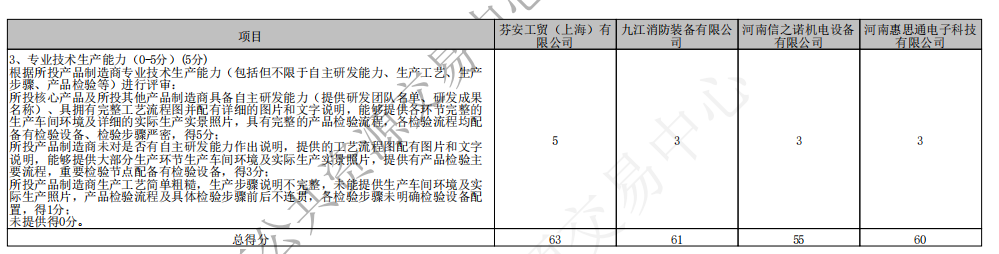 项目
芬安工贸（上海）有
限公司
九江消防装备有限公
司
河南信之诺机电设备
有限公司
河南惠思通电子科技
有限公司
3、专业技术生产能力（0-5分）(5分)
根据所投产品制造商专业技术生产能力（包括但不限于自主研发能力、生产工艺、生产
步骤、产品检验等）进行评审：
所投核心产品及所投其他产品制造商具备自主研发能力（提供研发团队名单、研发成果
名称）、具拥有完整工艺流程图并配有详细的图片和文字说明，能够提供各环节完整的
生产车间环境及详细的实际生产实景照片，具有完整的产品检验流程，各检验流程均配
备有检验设备、检验步骤严密，得5分；
所投产品制造商未对是否有自主研发能力作出说明，提供的工艺流程图配有图片和文字
说明，能够提供大部分生产环节生产车间环境及实际生产实景照片，提供有产品检验主
要流程，重要检验节点配备有检验设备，得3分；
所投产品制造商生产工艺简单粗糙，生产步骤说明不完整，未能提供生产车间环境及实
际生产照片，产品检验流程及具体检验步骤前后不连贯，各检验步骤未明确检验设备配
置，得1分；
未提供得0分。
5
3
3
3
总得分
63
61
55
60
公共资源交易中心
交易中心